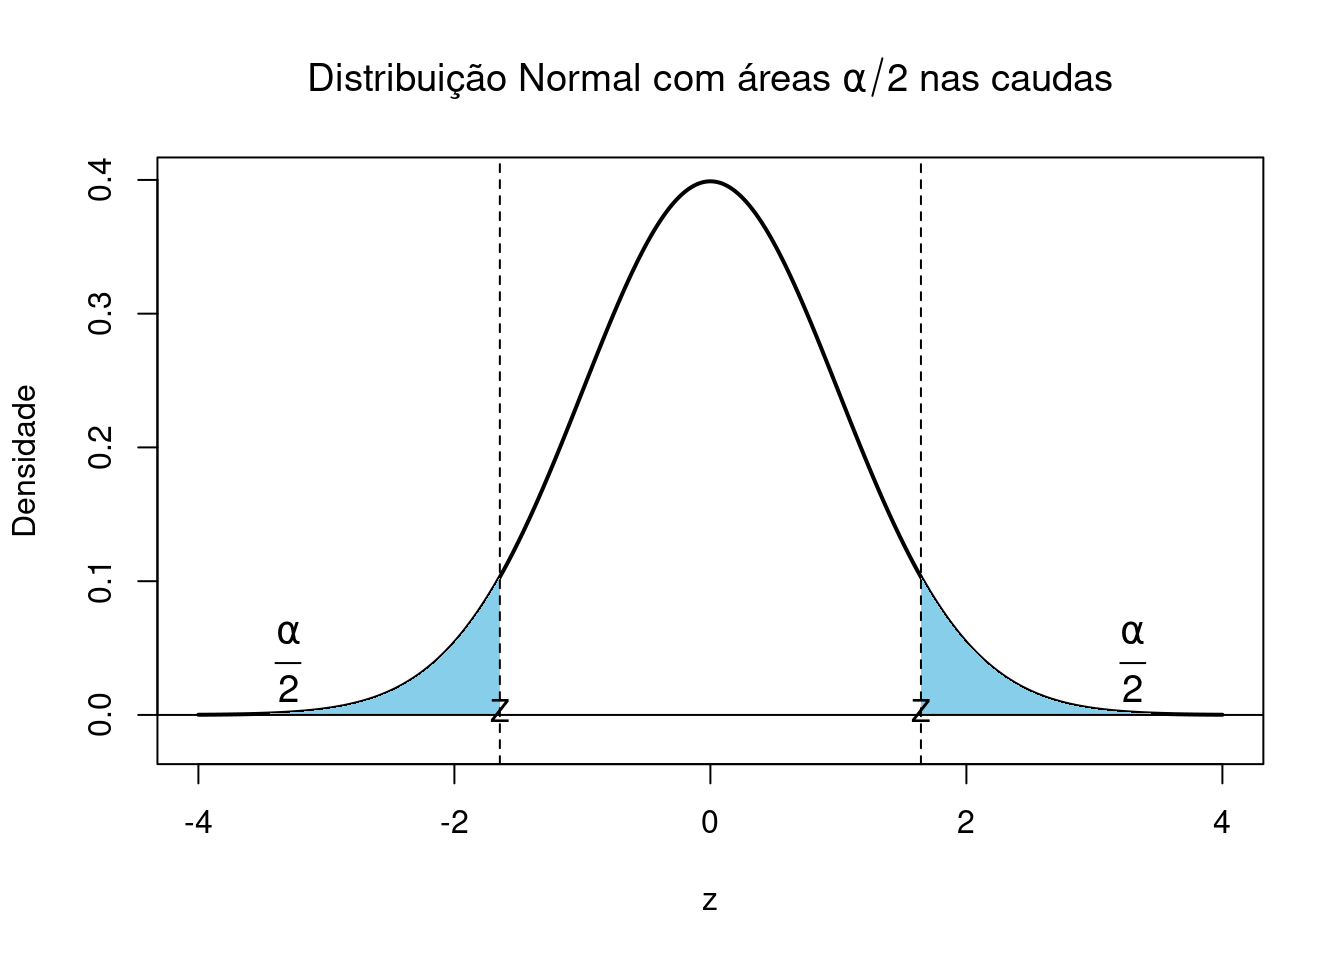 Distribuição Normal com áreas α/2 nas caudas
Densidade
0.4
0.3
0.2
0.1
0.0
α
2
α
2
z
z
-4 -2 0 2 4
z